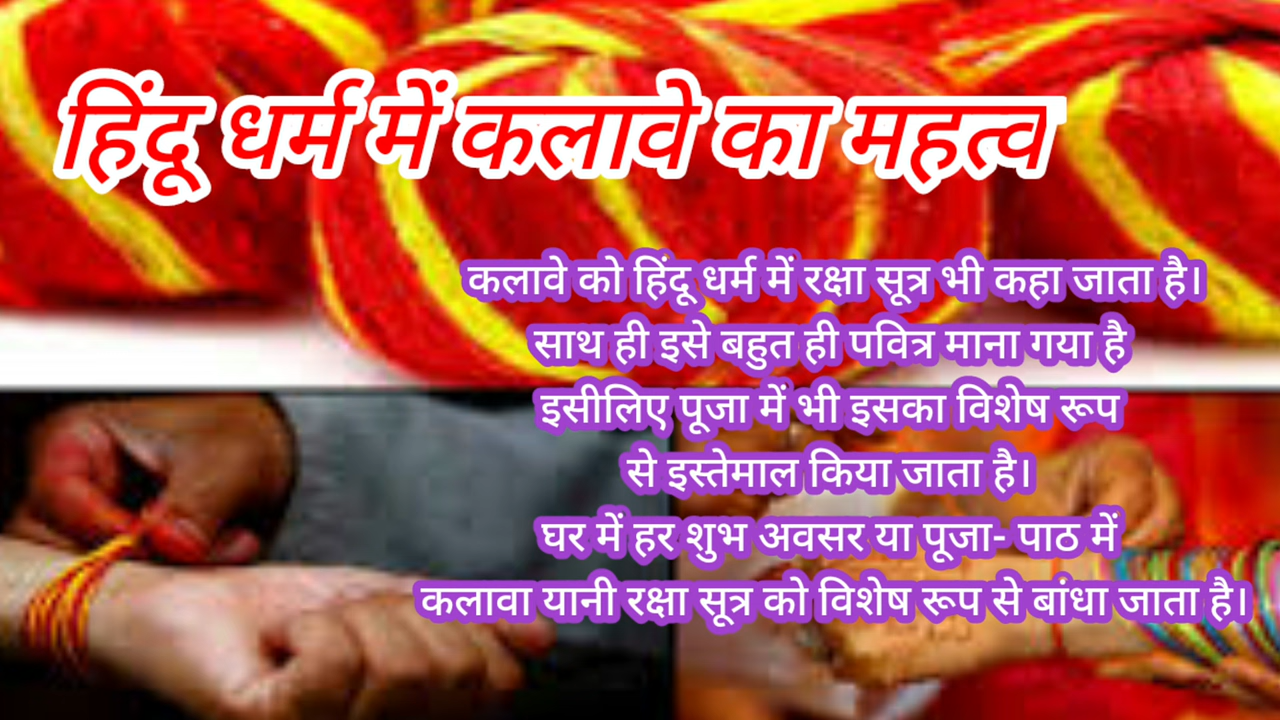 हिंदू धर्म में कलावे का महत्व
कलावे को हिंदू धर्म में रक्षा सूत्र भी कहा जाता है।
साथ ही इसे बहुत ही पवित्र माना गया है
इसीलिए पूजा में भी इसका विशेष रूप
से इस्तेमाल किया जाता है।
घर में हर शुभ अवसर या पूजा- पाठ में
कलावा यानी रक्षा सूत्र को विशेष रूप से बांधा जाता है।